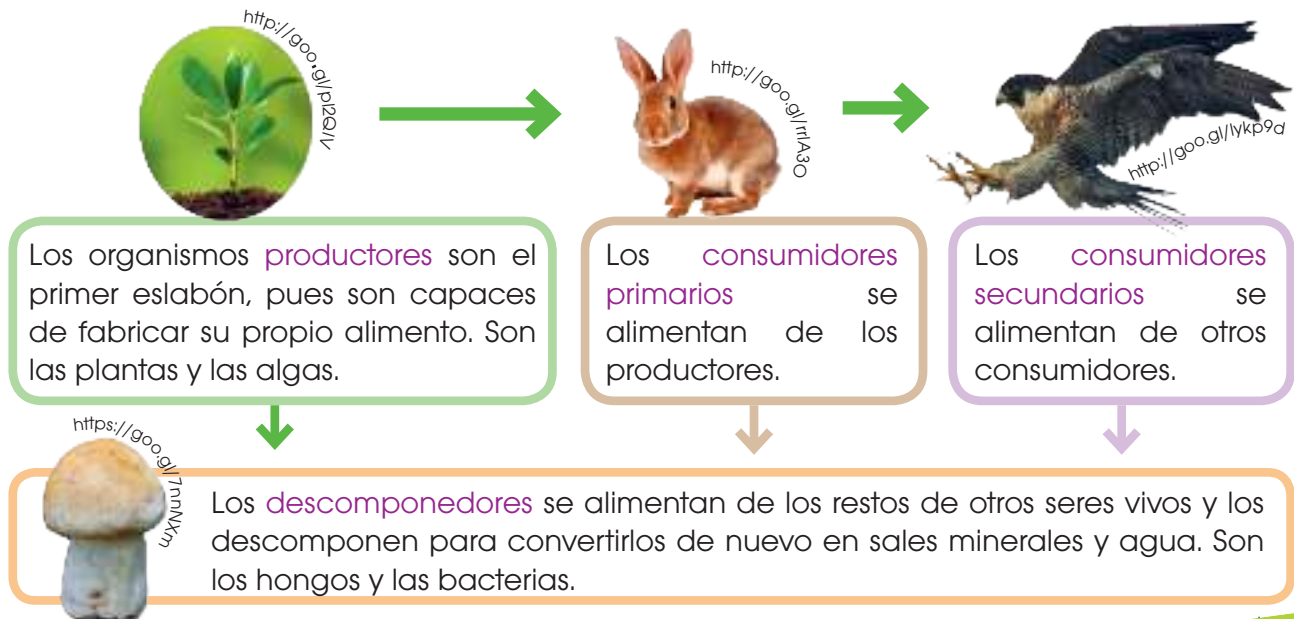 http://goo.gl/pI2QIV
http://goo.gl/rrlA3O
http://goo.gl/lykp9d
Los organismos productores son el
primer eslabón, pues son capaces
de fabricar su propio alimento. Son
las plantas y las algas.
Los consumidores
primarios se
alimentan de los
productores.
Los consumidores
secundarios se
alimentan de otros
consumidores.
https://goo.gl/7nnNXm
Los descomponedores se alimentan de los restos de otros seres vivos y los
descomponen para convertirlos de nuevo en sales minerales y agua. Son
los hongos y las bacterias.